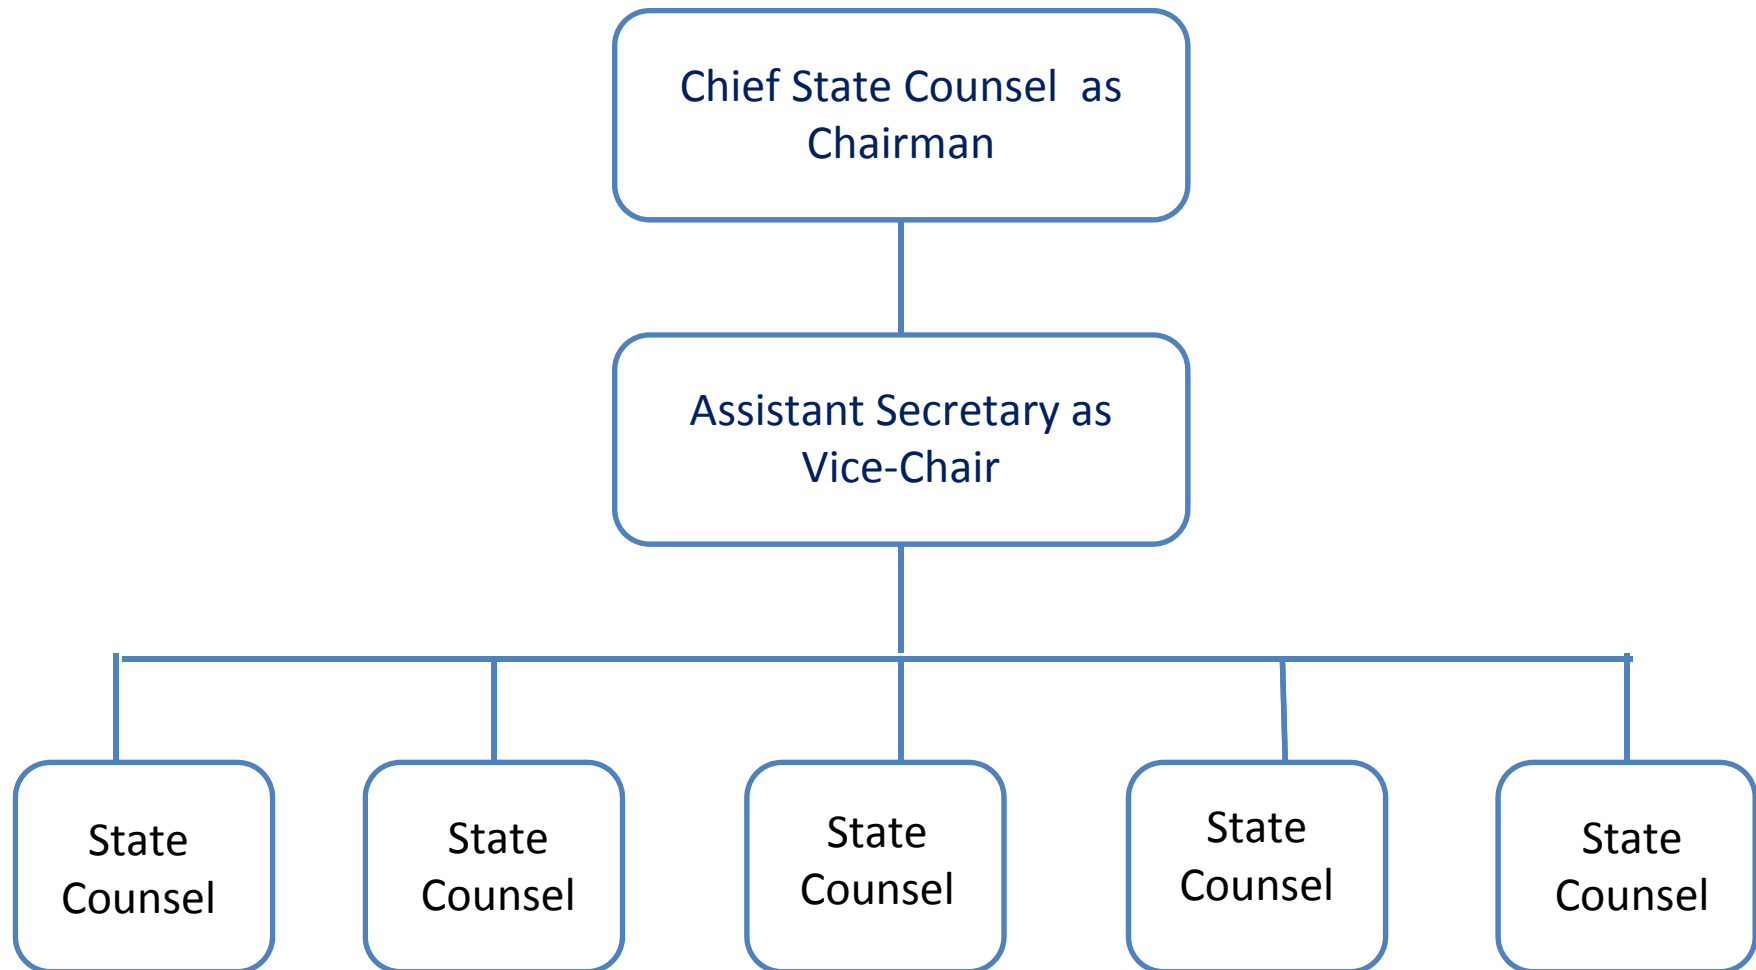 Chief State Counsel  as
Chairman
Assistant Secretary as
Vice-Chair
State
Counsel
State
Counsel
State
Counsel
State
Counsel
State
Counsel